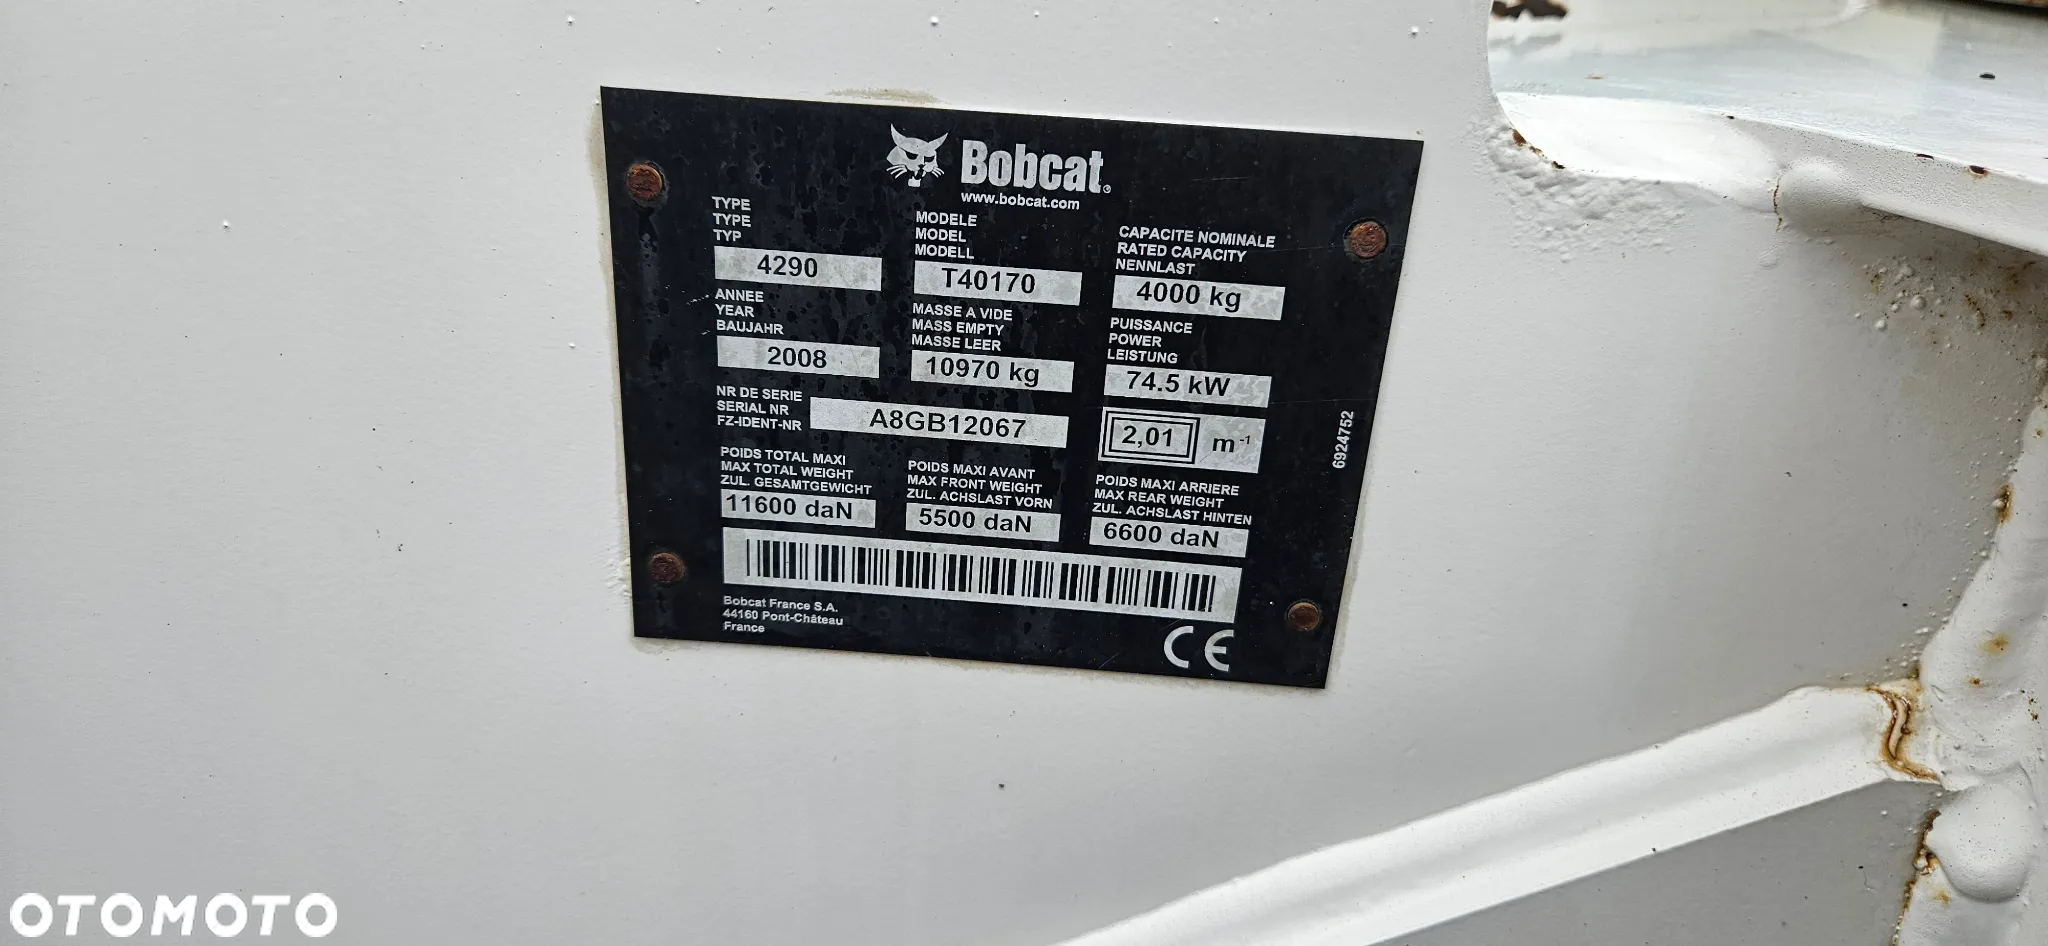 Bobcat®
www.bobcat.com
TYPE
TYPE
TYP
4290
MODELE
MODEL
MODELL
T40170
CAPACITE NOMINALE
RATED CAPACITY
NENNLAST
4000 kg
ANNEE
YEAR
BAUJAHR
2008
MASSE A VIDE
MASS EMPTY
MASSE LEER
10970 kg
PUISSANCE
POWER
LEISTUNG
74.5 kW
NR DE SERIE
SERIAL NR
FZ-IDENT-NR
A8GB12067
2,01 m⁻¹
POIDS TOTAL MAXI
MAX TOTAL WEIGHT
ZUL. GESAMTGEWICHT
11600 daN
POIDS MAXI AVANT
MAX FRONT WEIGHT
ZUL. ACHSLAST VORN
5500 daN
POIDS MAXI ARRIERE
MAX REAR WEIGHT
ZUL. ACHSLAST HINTEN
6600 daN
Bobcat France S.A.
44160 Pont-Château
France
CE
6924752
OTOMOTO